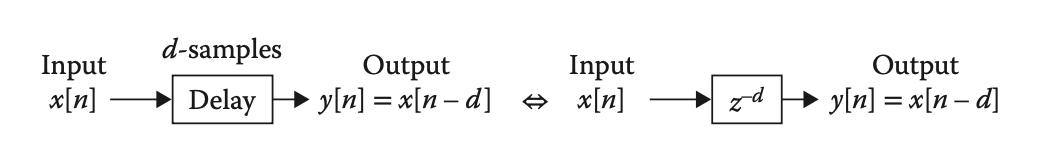 d-samples
Input Output Input Output
x[n] Delay y[n] = x[n – d] ⇔ x[n] z⁻ᵈ y[n] = x[n – d]